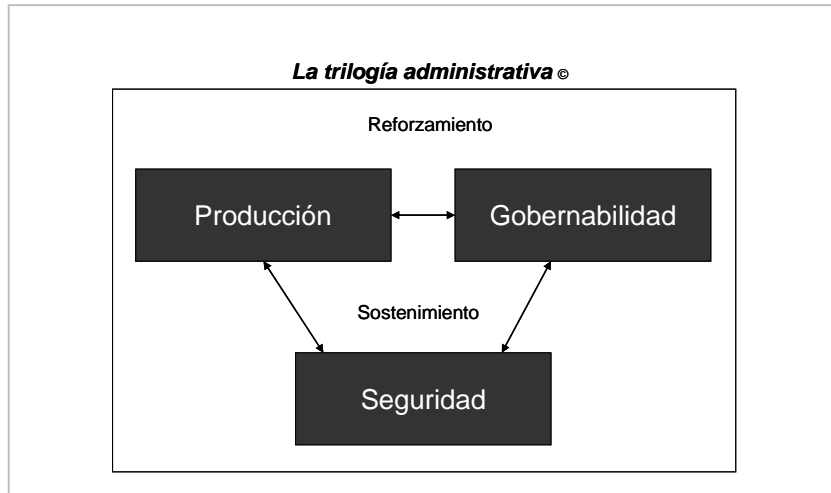 La trilogía administrativa ©
Reforzamiento
Producción
Gobernabilidad
Sostenimiento
Seguridad